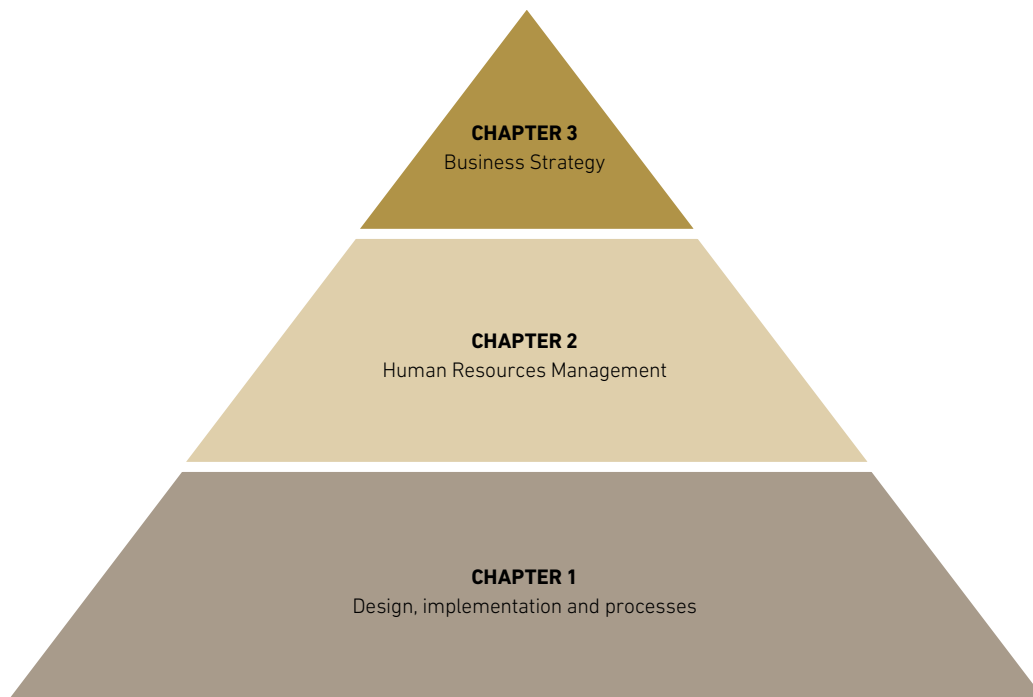 CHAPTER 3
Business Strategy
CHAPTER 2
Human Resources Management
CHAPTER 1
Design, implementation and processes